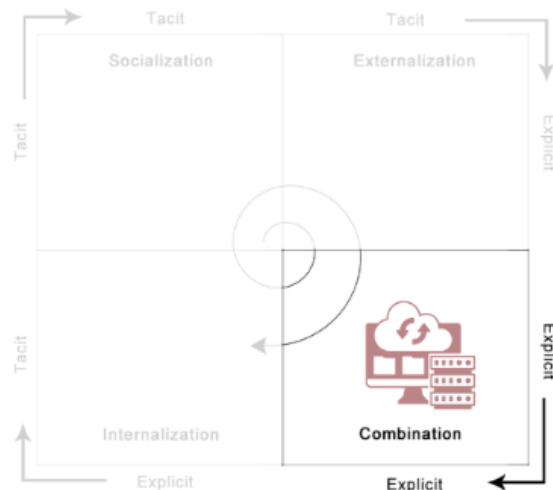 Tacit
Tacit
Socialization
Externalization
Tacit
Explicit
Tacit
Explicit
Internalization
Combination
Explicit
Explicit